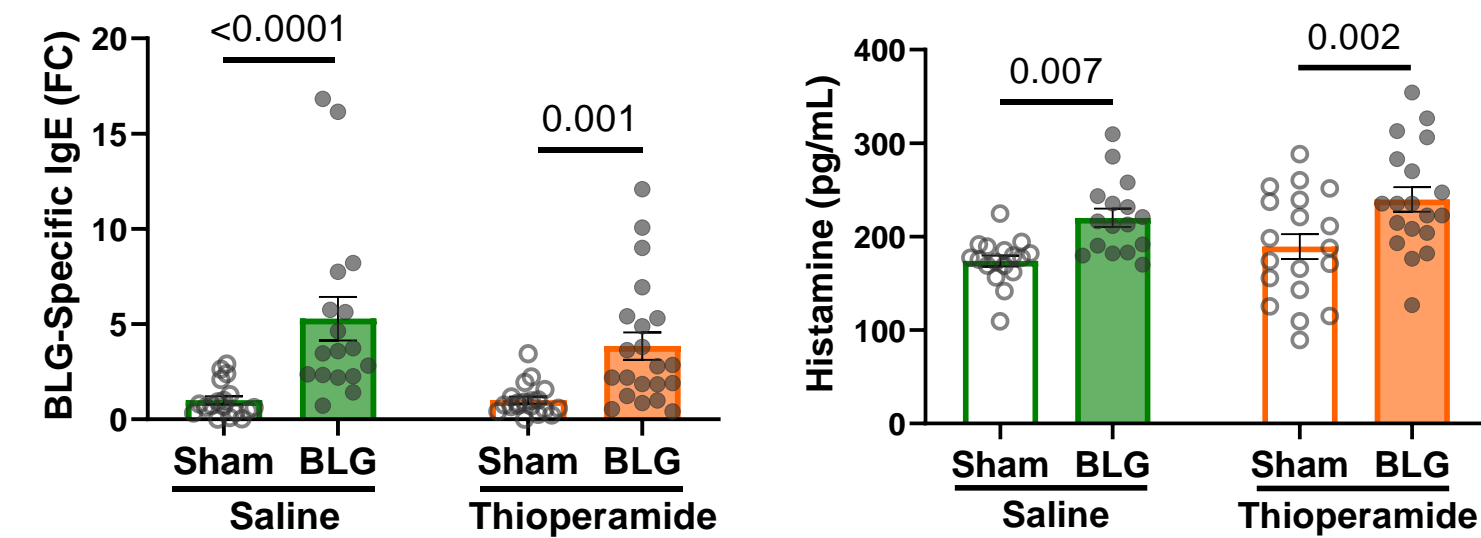 BLG-Specific IgE (FC)
20
15
10
5
0
<0.0001
0.001
Sham BLG Sham BLG
Saline Thioperamide
Histamine (pg/mL)
400
300
200
100
0
0.007
0.002
Sham BLG Sham BLG
Saline Thioperamide